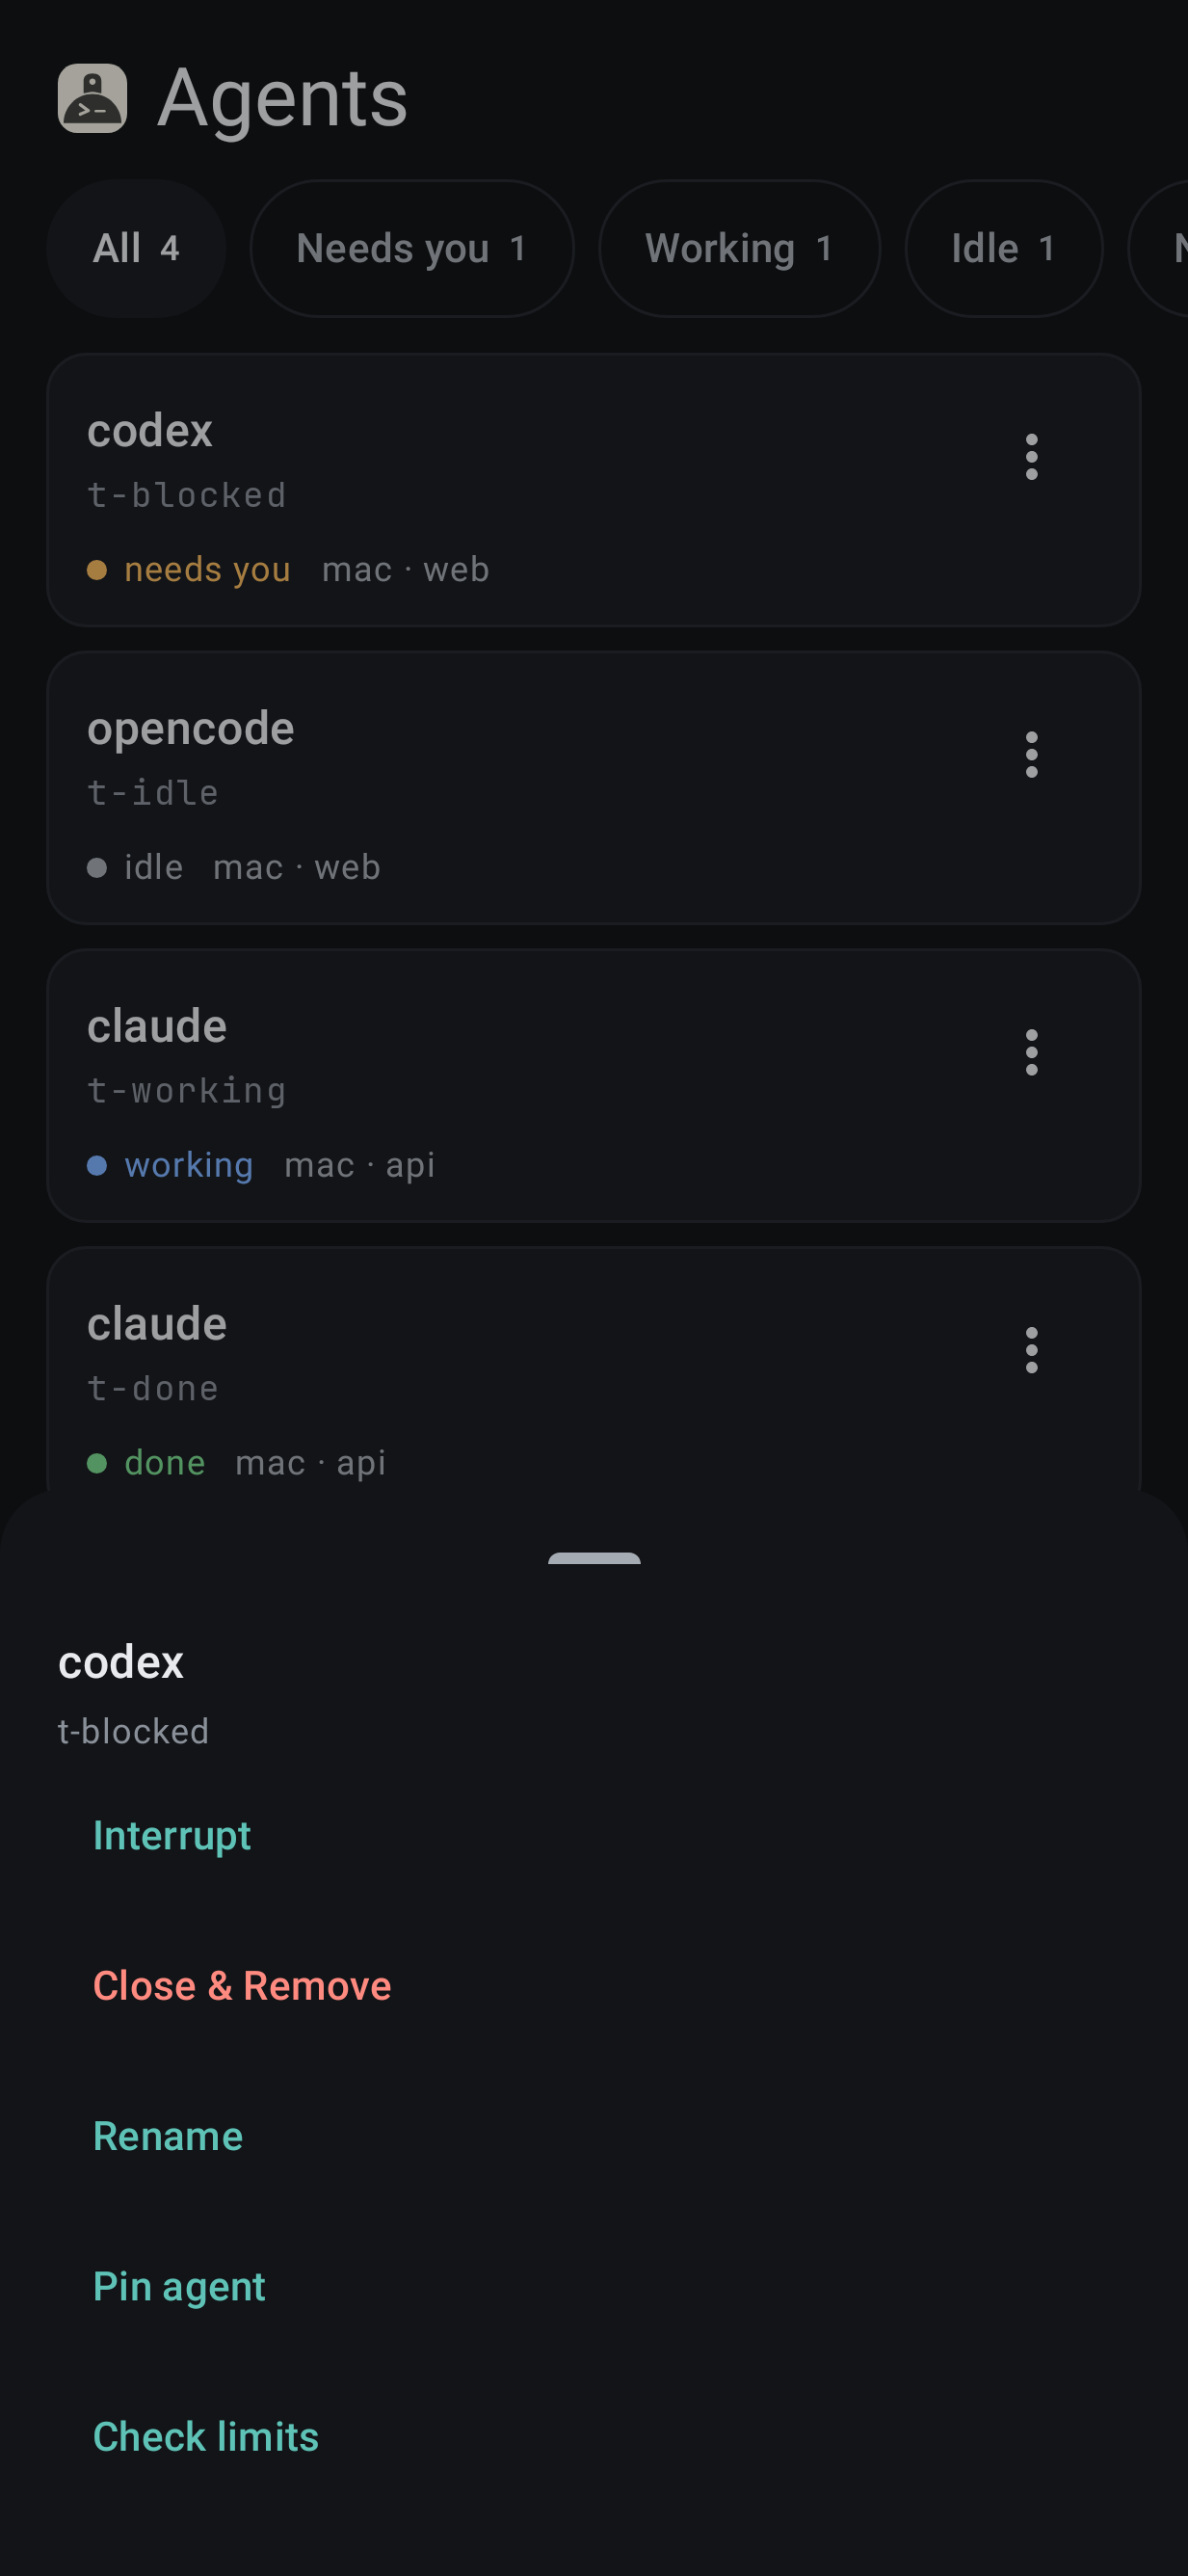 >_
Agents
All 4 Needs you 1 Working 1 Idle 1
codex
t-blocked
needs you mac · web
opencode
t-idle
idle mac · web
claude
t-working
working mac · api
claude
t-done
done mac · api
codex
t-blocked
Interrupt
Close & Remove
Rename
Pin agent
Check limits